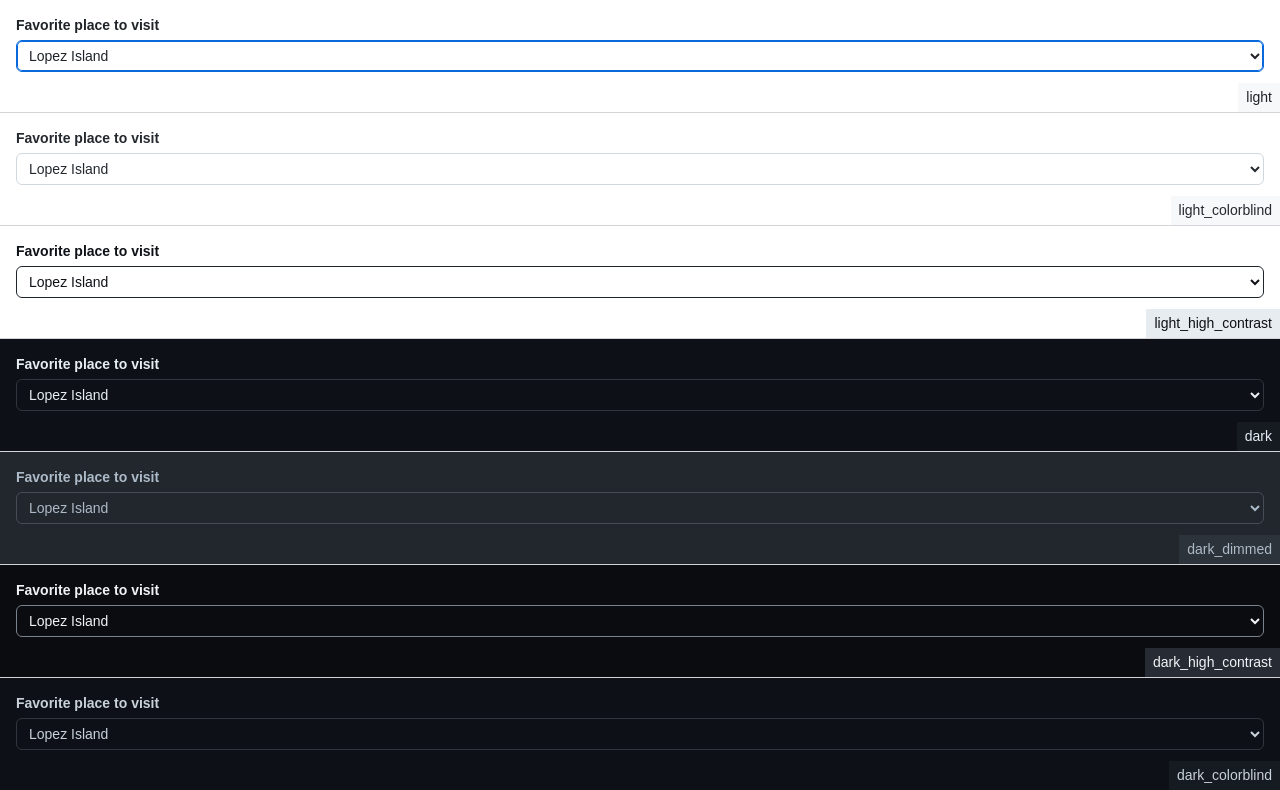 Favorite place to visit
Lopez Island
light
Favorite place to visit
Lopez Island
light_colorblind
Favorite place to visit
Lopez Island
light_high_contrast
Favorite place to visit
Lopez Island
dark
Favorite place to visit
Lopez Island
dark_dimmed
Favorite place to visit
Lopez Island
dark_high_contrast
Favorite place to visit
Lopez Island
dark_colorblind